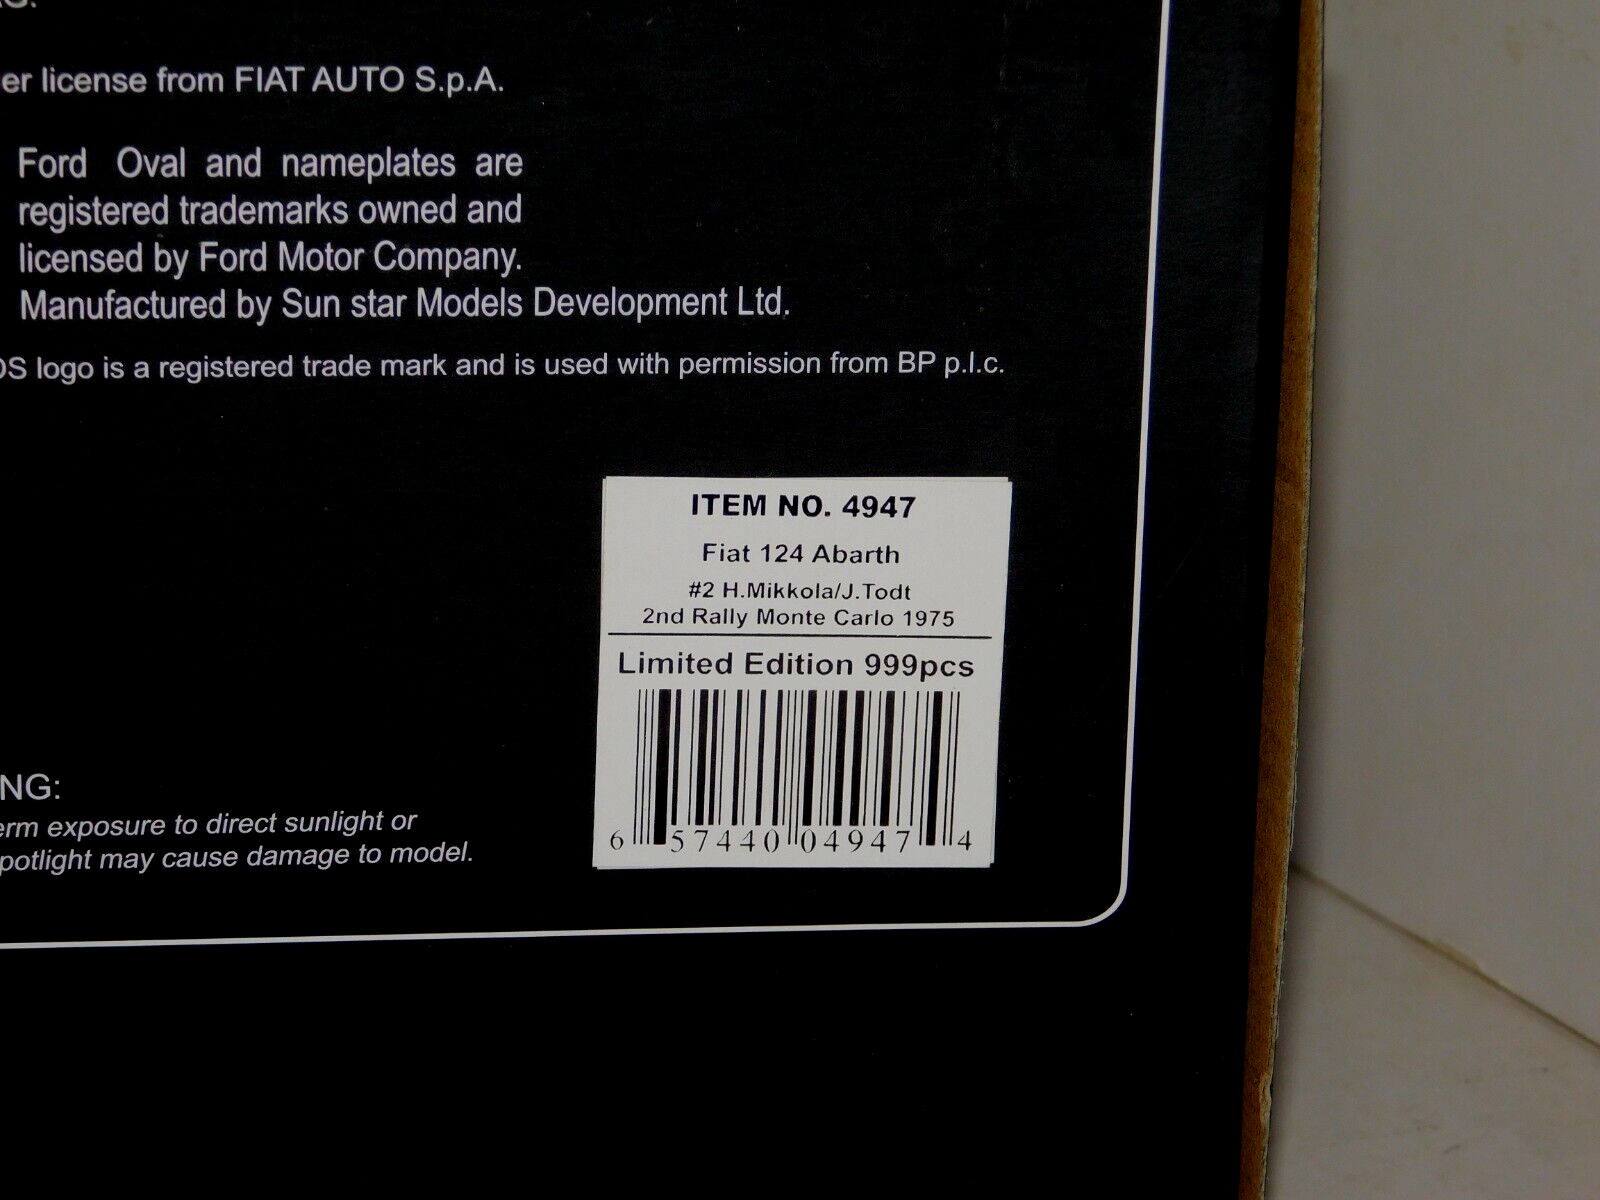 er license from FIAT AUTO S.p.A.
Ford Oval and nameplates are
registered trademarks owned and
licensed by Ford Motor Company.
Manufactured by Sun star Models Development Ltd.
OS logo is a registered trade mark and is used with permission from BP p.l.c.
ITEM NO. 4947
Fiat 124 Abarth
#2 H.Mikkola/J.Todt
2nd Rally Monte Carlo 1975
Limited Edition 999pcs
6 57440 04947 4
NG:
erm exposure to direct sunlight or
potlight may cause damage to model.